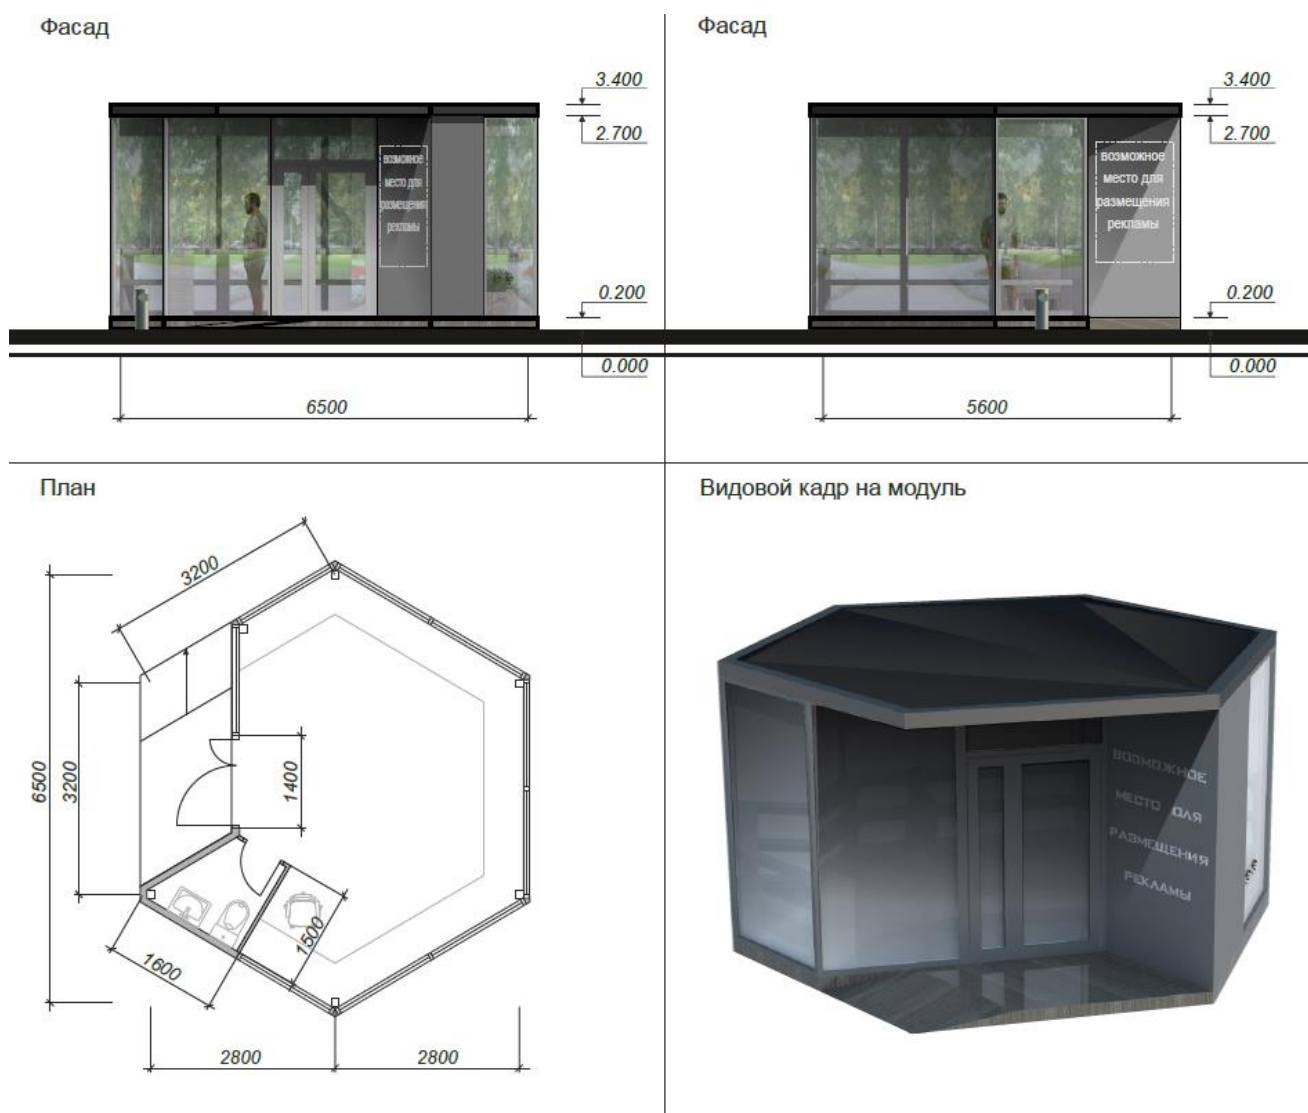 Фасад
3.400
2.700
возможное
место для
размещения
рекламы
0.200
0.000
6500
Фасад
3.400
2.700
возможное
место для
размещения
рекламы
0.200
0.000
5600
План
3200
6500
3200
1400
1500
1600
2800
2800
Видовой кадр на модуль
ВОЗМОЖНОЕ
МЕСТО ДЛЯ
РАЗМЕЩЕНИЯ
РЕКЛАМЫ